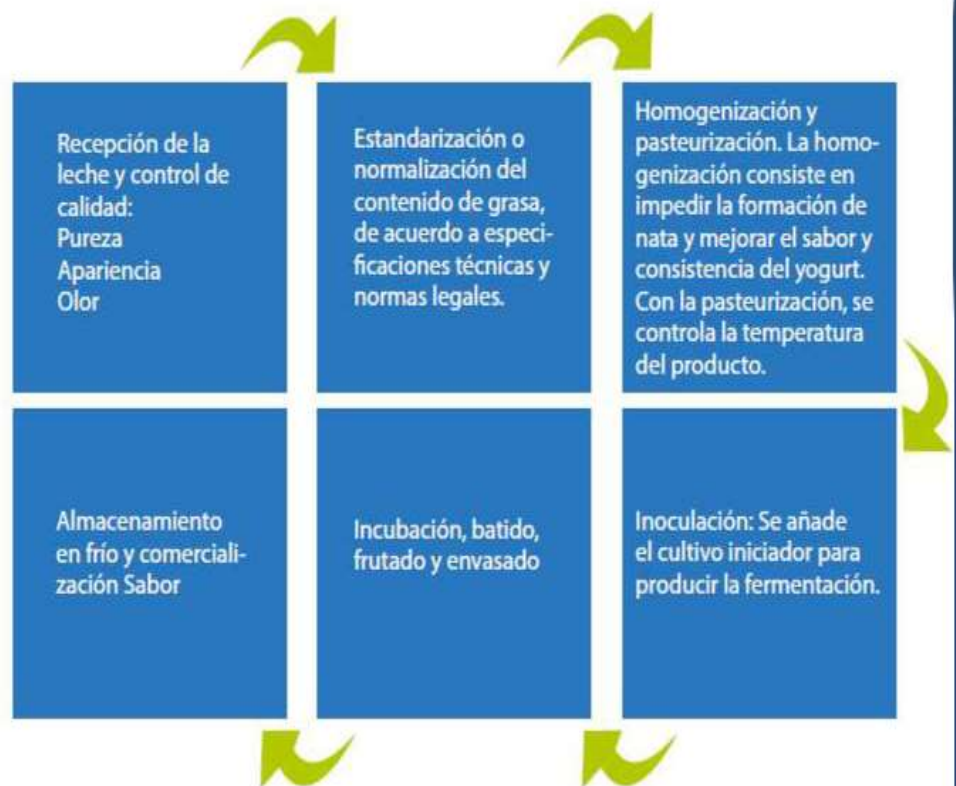 Recepción de la
leche y control de
calidad:
Pureza
Apariencia
Olor
Estandarización o
normalización del
contenido de grasa,
de acuerdo a especi-
ficaciones técnicas y
normas legales.
Homogenización y
pasteurización. La homo-
genización consiste en
impedir la formación de
nata y mejorar el sabor y
consistencia del yogurt.
Con la pasteurización, se
controla la temperatura
del producto.
Inoculación: Se añade
el cultivo iniciador para
producir la fermentación.
Incubación, batido,
frutado y envasado
Almacenamiento
en frío y comerciali-
zación Sabor